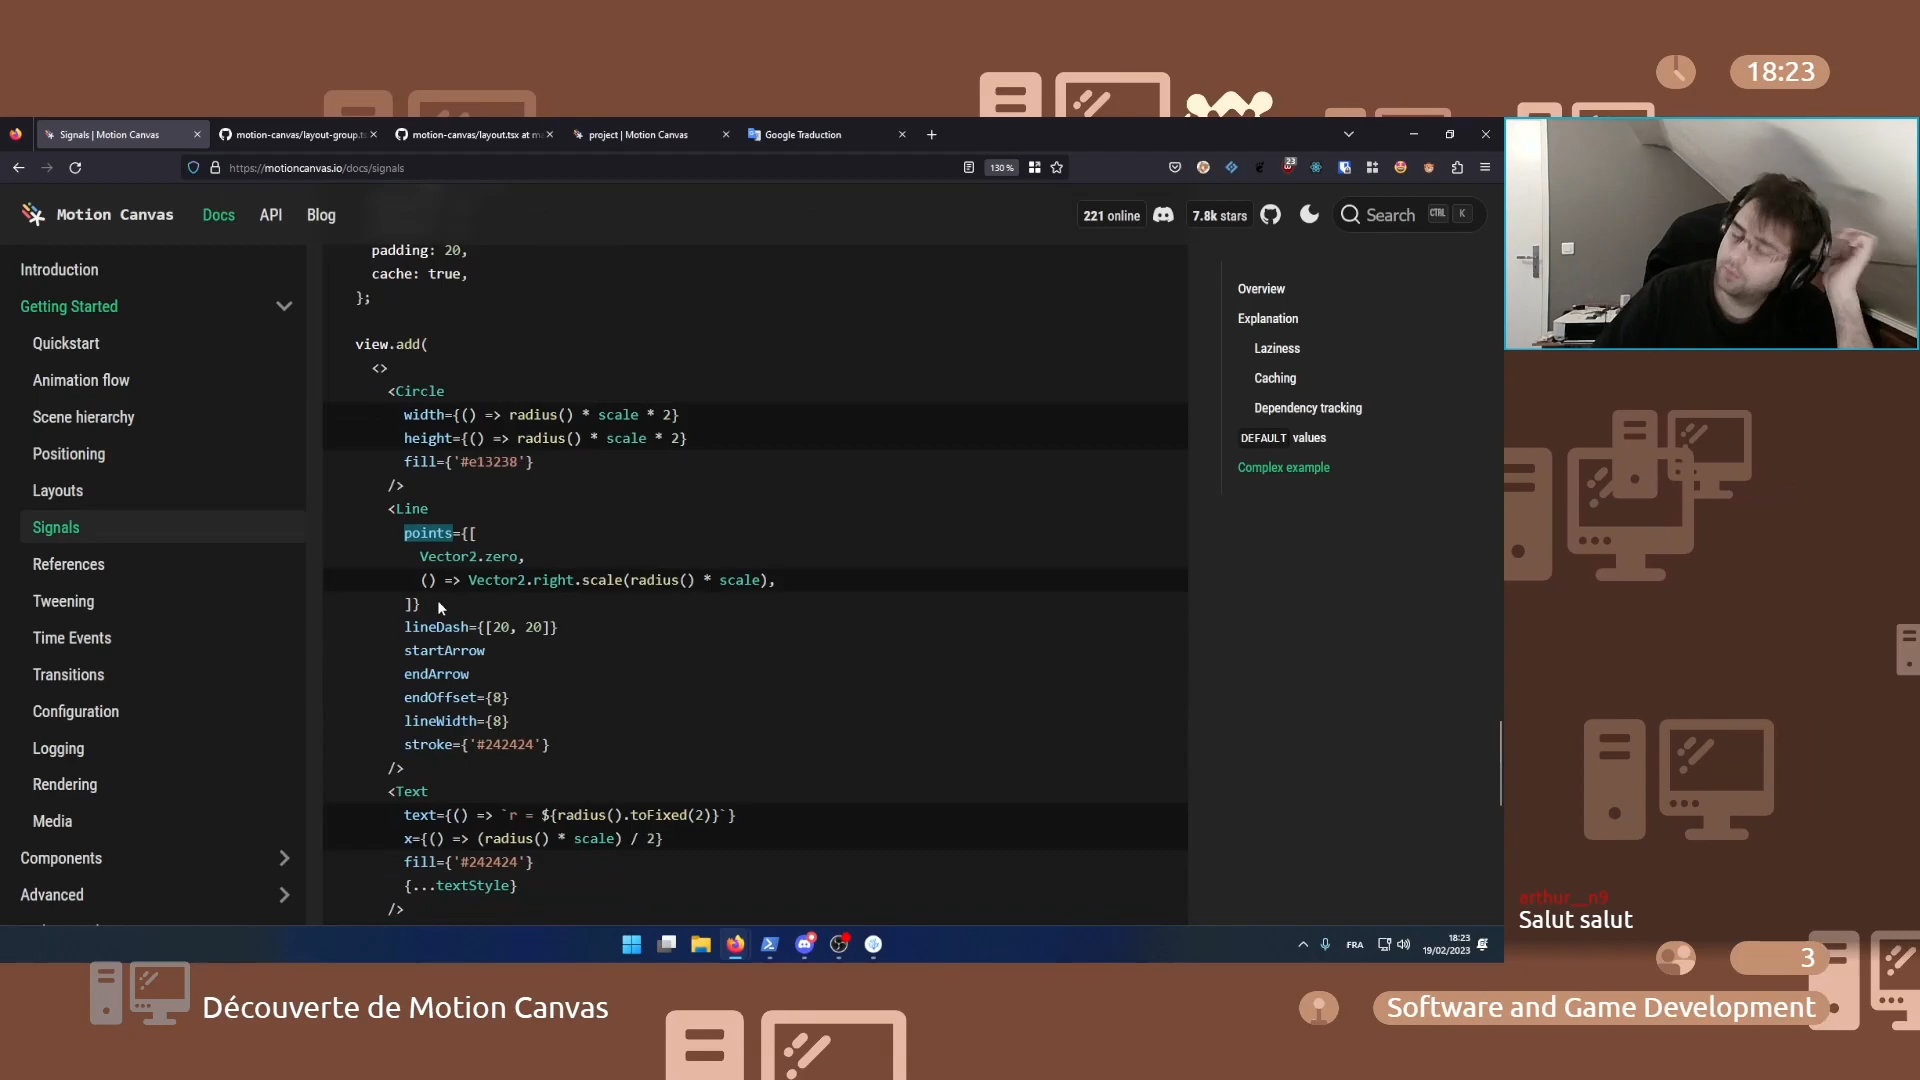 18:23
Signals | Motion Canvas
motion-canvas/layout-group.ts
motion-canvas/layout.tsx at m
project | Motion Canvas
Google Traduction
https://motioncanvas.io/docs/signals
130 %
23
Motion Canvas
Docs
API
Blog
221 online
7.8k stars
Search
CTRL
K
Introduction
Getting Started
Quickstart
Animation flow
Scene hierarchy
Positioning
Layouts
Signals
References
Tweening
Time Events
Transitions
Configuration
Logging
Rendering
Media
Components
Advanced
padding: 20,
cache: true,
};
view.add(
<>
<Circle
width={() => radius() * scale * 2}
height={() => radius() * scale * 2}
fill={'#e13238'}
/>
<Line
points={[
Vector2.zero,
() => Vector2.right.scale(radius() * scale),
]}
lineDash={[20, 20]}
startArrow
endArrow
endOffset={8}
lineWidth={8}
stroke={'#242424'}
/>
<Text
text={() => `r = ${radius().toFixed(2)}`}
x={() => (radius() * scale) / 2}
fill={'#242424'}
{...textStyle}
/>
Overview
Explanation
Laziness
Caching
Dependency tracking
DEFAULT values
Complex example
arthur__n9
Salut salut
FRA
18:23
19/02/2023
3
Découverte de Motion Canvas
Software and Game Development